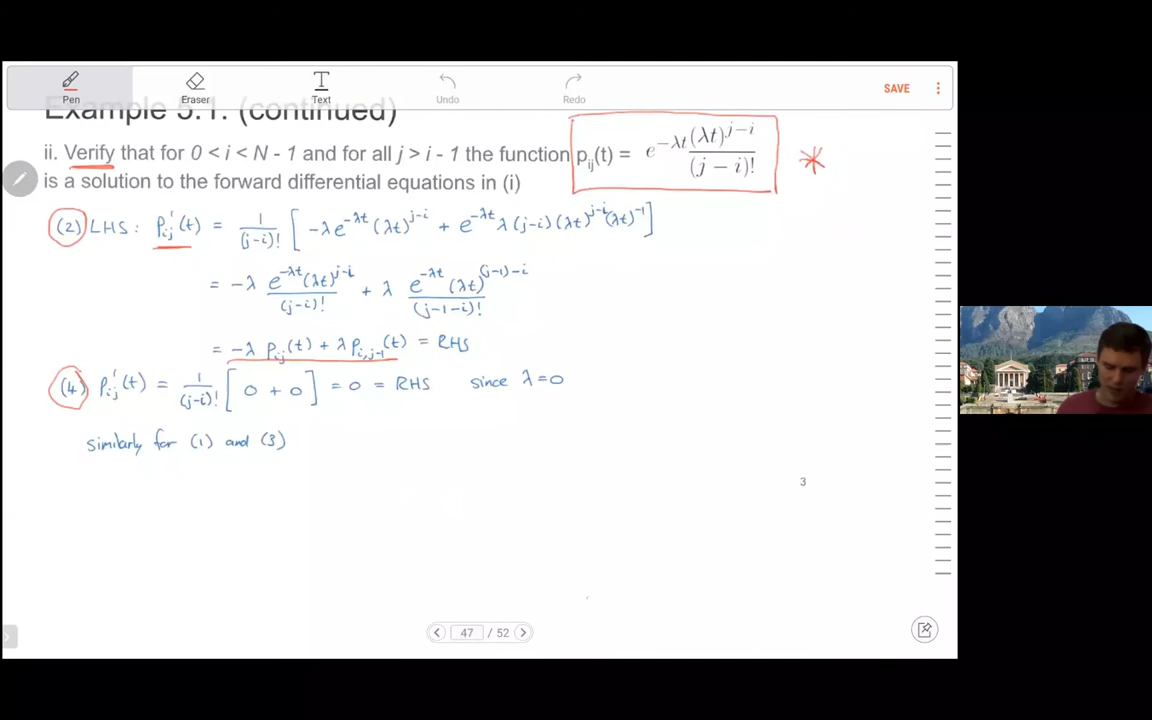 Pen
Eraser
Text
Undo
Redo
SAVE
Example 5.1. (continued)
ii. Verify that for 0 < i < N - 1 and for all j > i - 1 the function p_ij(t) = e^{-λt}(λt)^{j-i} / (j - i)! *
is a solution to the forward differential equations in (i)
(2) LHS: P_ij'(t) = 1/(j-i)! [ -λe^{-λt} (λt)^{j-i} + e^{-λt} λ (j-i) (λt)^{j-i} (λt)^{-1} ]
= -λ e^{-λt}(λt)^{j-i} / (j-i)! + λ e^{-λt} (λt)^{(j-1)-i} / (j-1-i)!
= -λ P_ij(t) + λ P_{i,j-1}(t) = RHS
(4) P_ij'(t) = 1/(j-i)! [ 0 + 0 ] = 0 = RHS since λ = 0
similarly for (1) and (3)
3
47 / 52